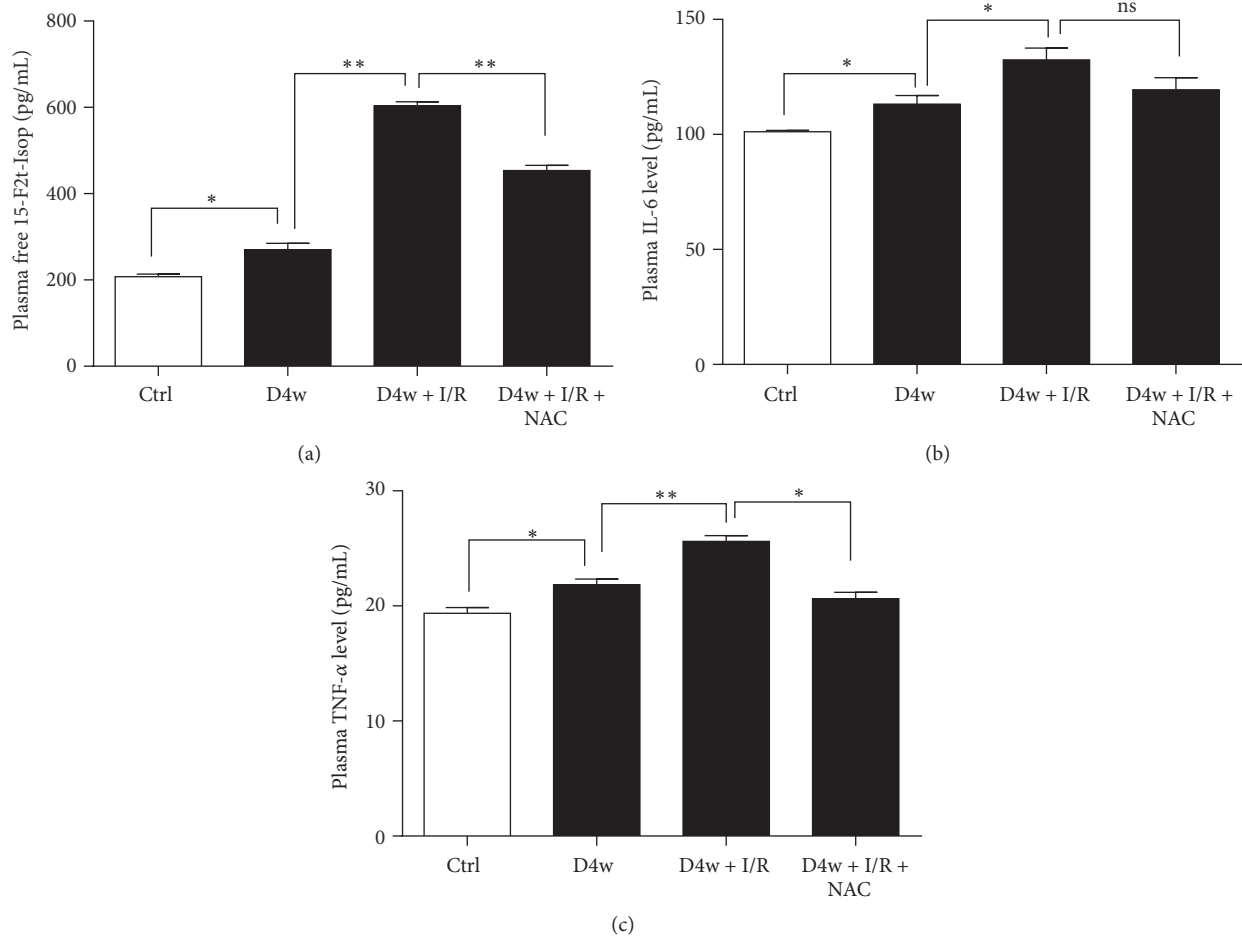 Plasma free 15-F2t-Isop (pg/mL)
800
600
400
200
0
*
**
**
Ctrl
D4w
D4w + I/R
D4w + I/R +
NAC
(a)
Plasma IL-6 level (pg/mL)
150
100
50
0
*
*
ns
Ctrl
D4w
D4w + I/R
D4w + I/R +
NAC
(b)
Plasma TNF-α level (pg/mL)
30
20
10
0
*
**
*
Ctrl
D4w
D4w + I/R
D4w + I/R +
NAC
(c)